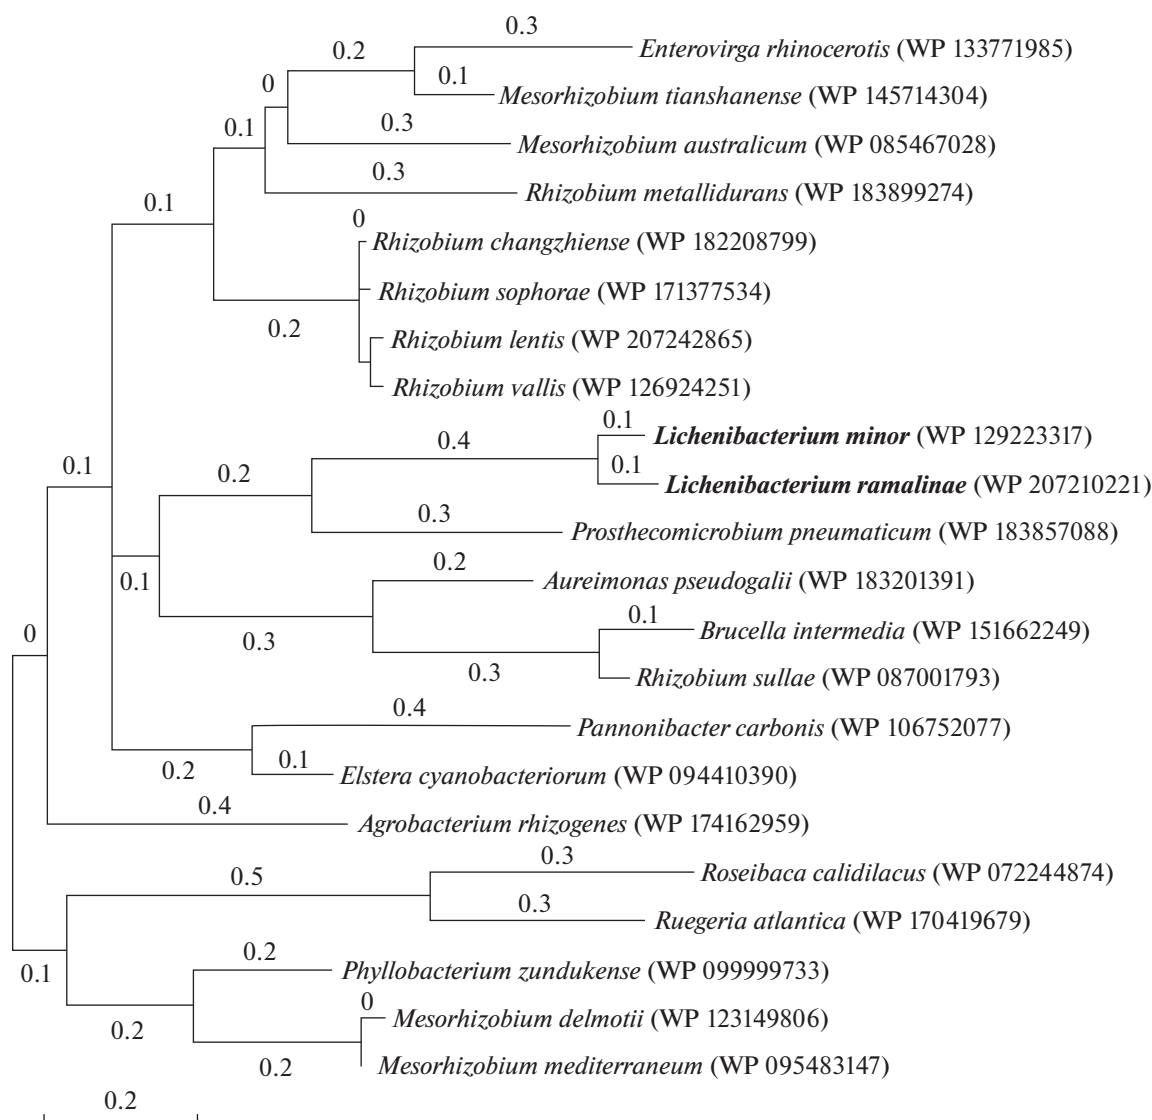 0.3
Enterovirga rhinocerotis (WP 133771985)
0.2
0
0.1
Mesorhizobium tianshanense (WP 145714304)
0.3
0.1
Mesorhizobium australicum (WP 085467028)
0.3
Rhizobium metallidurans (WP 183899274)
0.1
0
Rhizobium changzhiense (WP 182208799)
Rhizobium sophorae (WP 171377534)
0.2
Rhizobium lentis (WP 207242865)
Rhizobium vallis (WP 126924251)
0.1
0.4
Lichenibacterium minor (WP 129223317)
0.1
0.2
0.1
Lichenibacterium ramalinae (WP 207210221)
0.3
Prosthecomicrobium pneumaticum (WP 183857088)
0.2
0.1
Aureimonas pseudogalii (WP 183201391)
0.1
0
0.3
Brucella intermedia (WP 151662249)
0.3
Rhizobium sullae (WP 087001793)
0.4
Pannonibacter carbonis (WP 106752077)
0.2
0.1
Elstera cyanobacteriorum (WP 094410390)
0.4
Agrobacterium rhizogenes (WP 174162959)
0.3
0.5
Roseibaca calidilacus (WP 072244874)
0.3
Ruegeria atlantica (WP 170419679)
0.2
0.1
Phyllobacterium zundukense (WP 099999733)
0
0.2
Mesorhizobium delmotii (WP 123149806)
0.2
Mesorhizobium mediterraneum (WP 095483147)
0.2